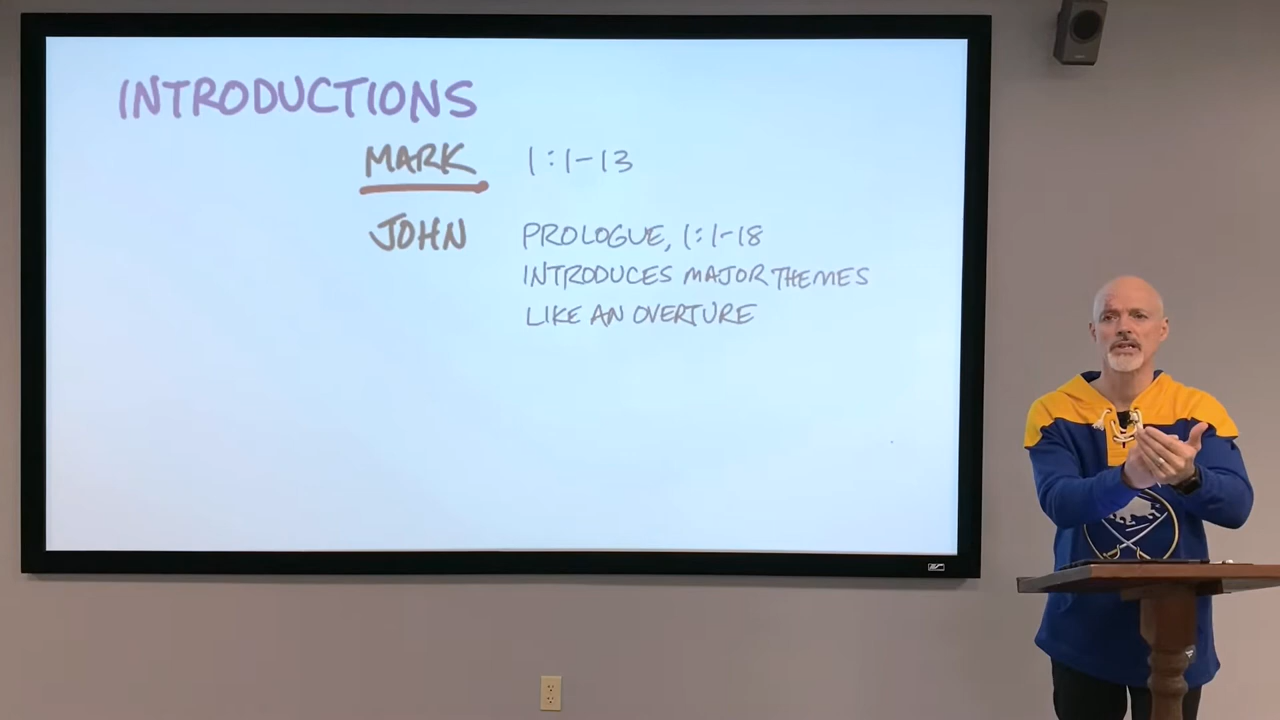 INTRODUCTIONS
MARK 1:1-13
JOHN PROLOGUE, 1:1-18
INTRODUCES MAJOR THEMES
LIKE AN OVERTURE